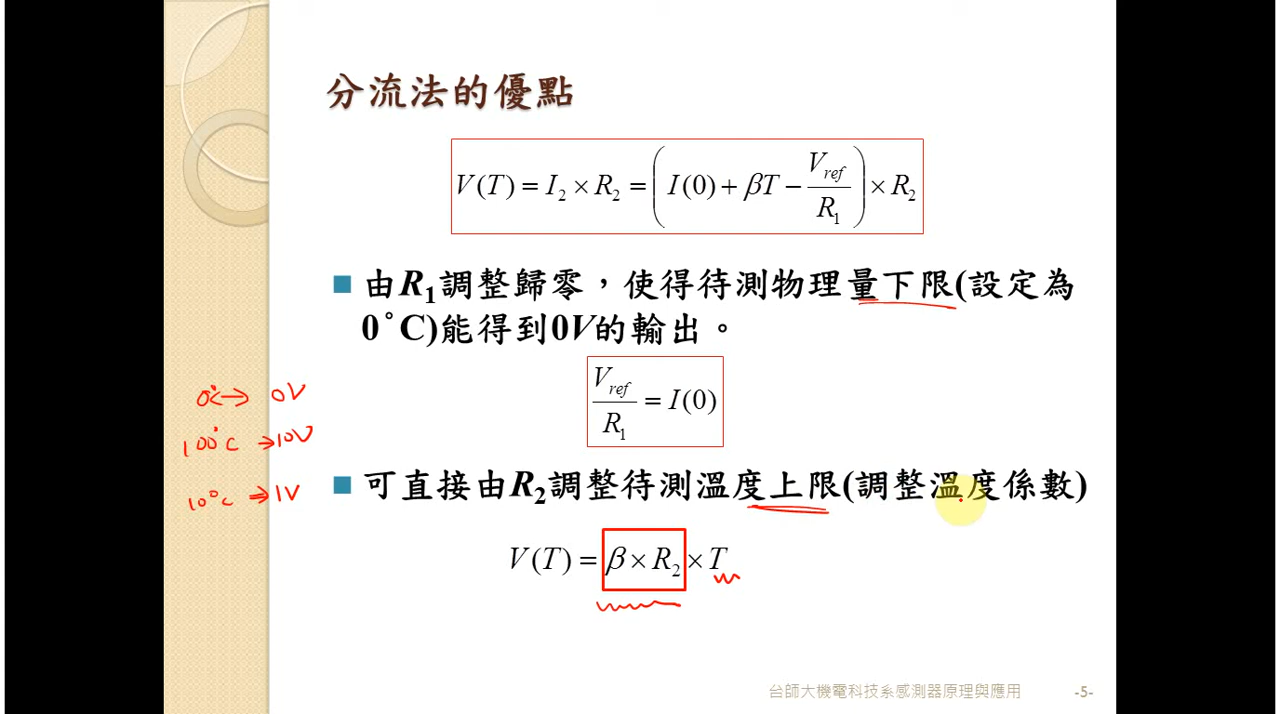 分流法的優點
V(T) = I₂ × R₂ = ( I(0) + βT − V_ref / R₁ ) × R₂
■ 由R₁調整歸零，使得待測物理量下限(設定為
0°C)能得到0V的輸出。
V_ref / R₁ = I(0)
0°C → 0V
100°C → 10V
10°C → 1V
■ 可直接由R₂調整待測溫度上限(調整溫度係數)
V(T) = β × R₂ × T
台師大機電科技系感測器原理與應用 -5-